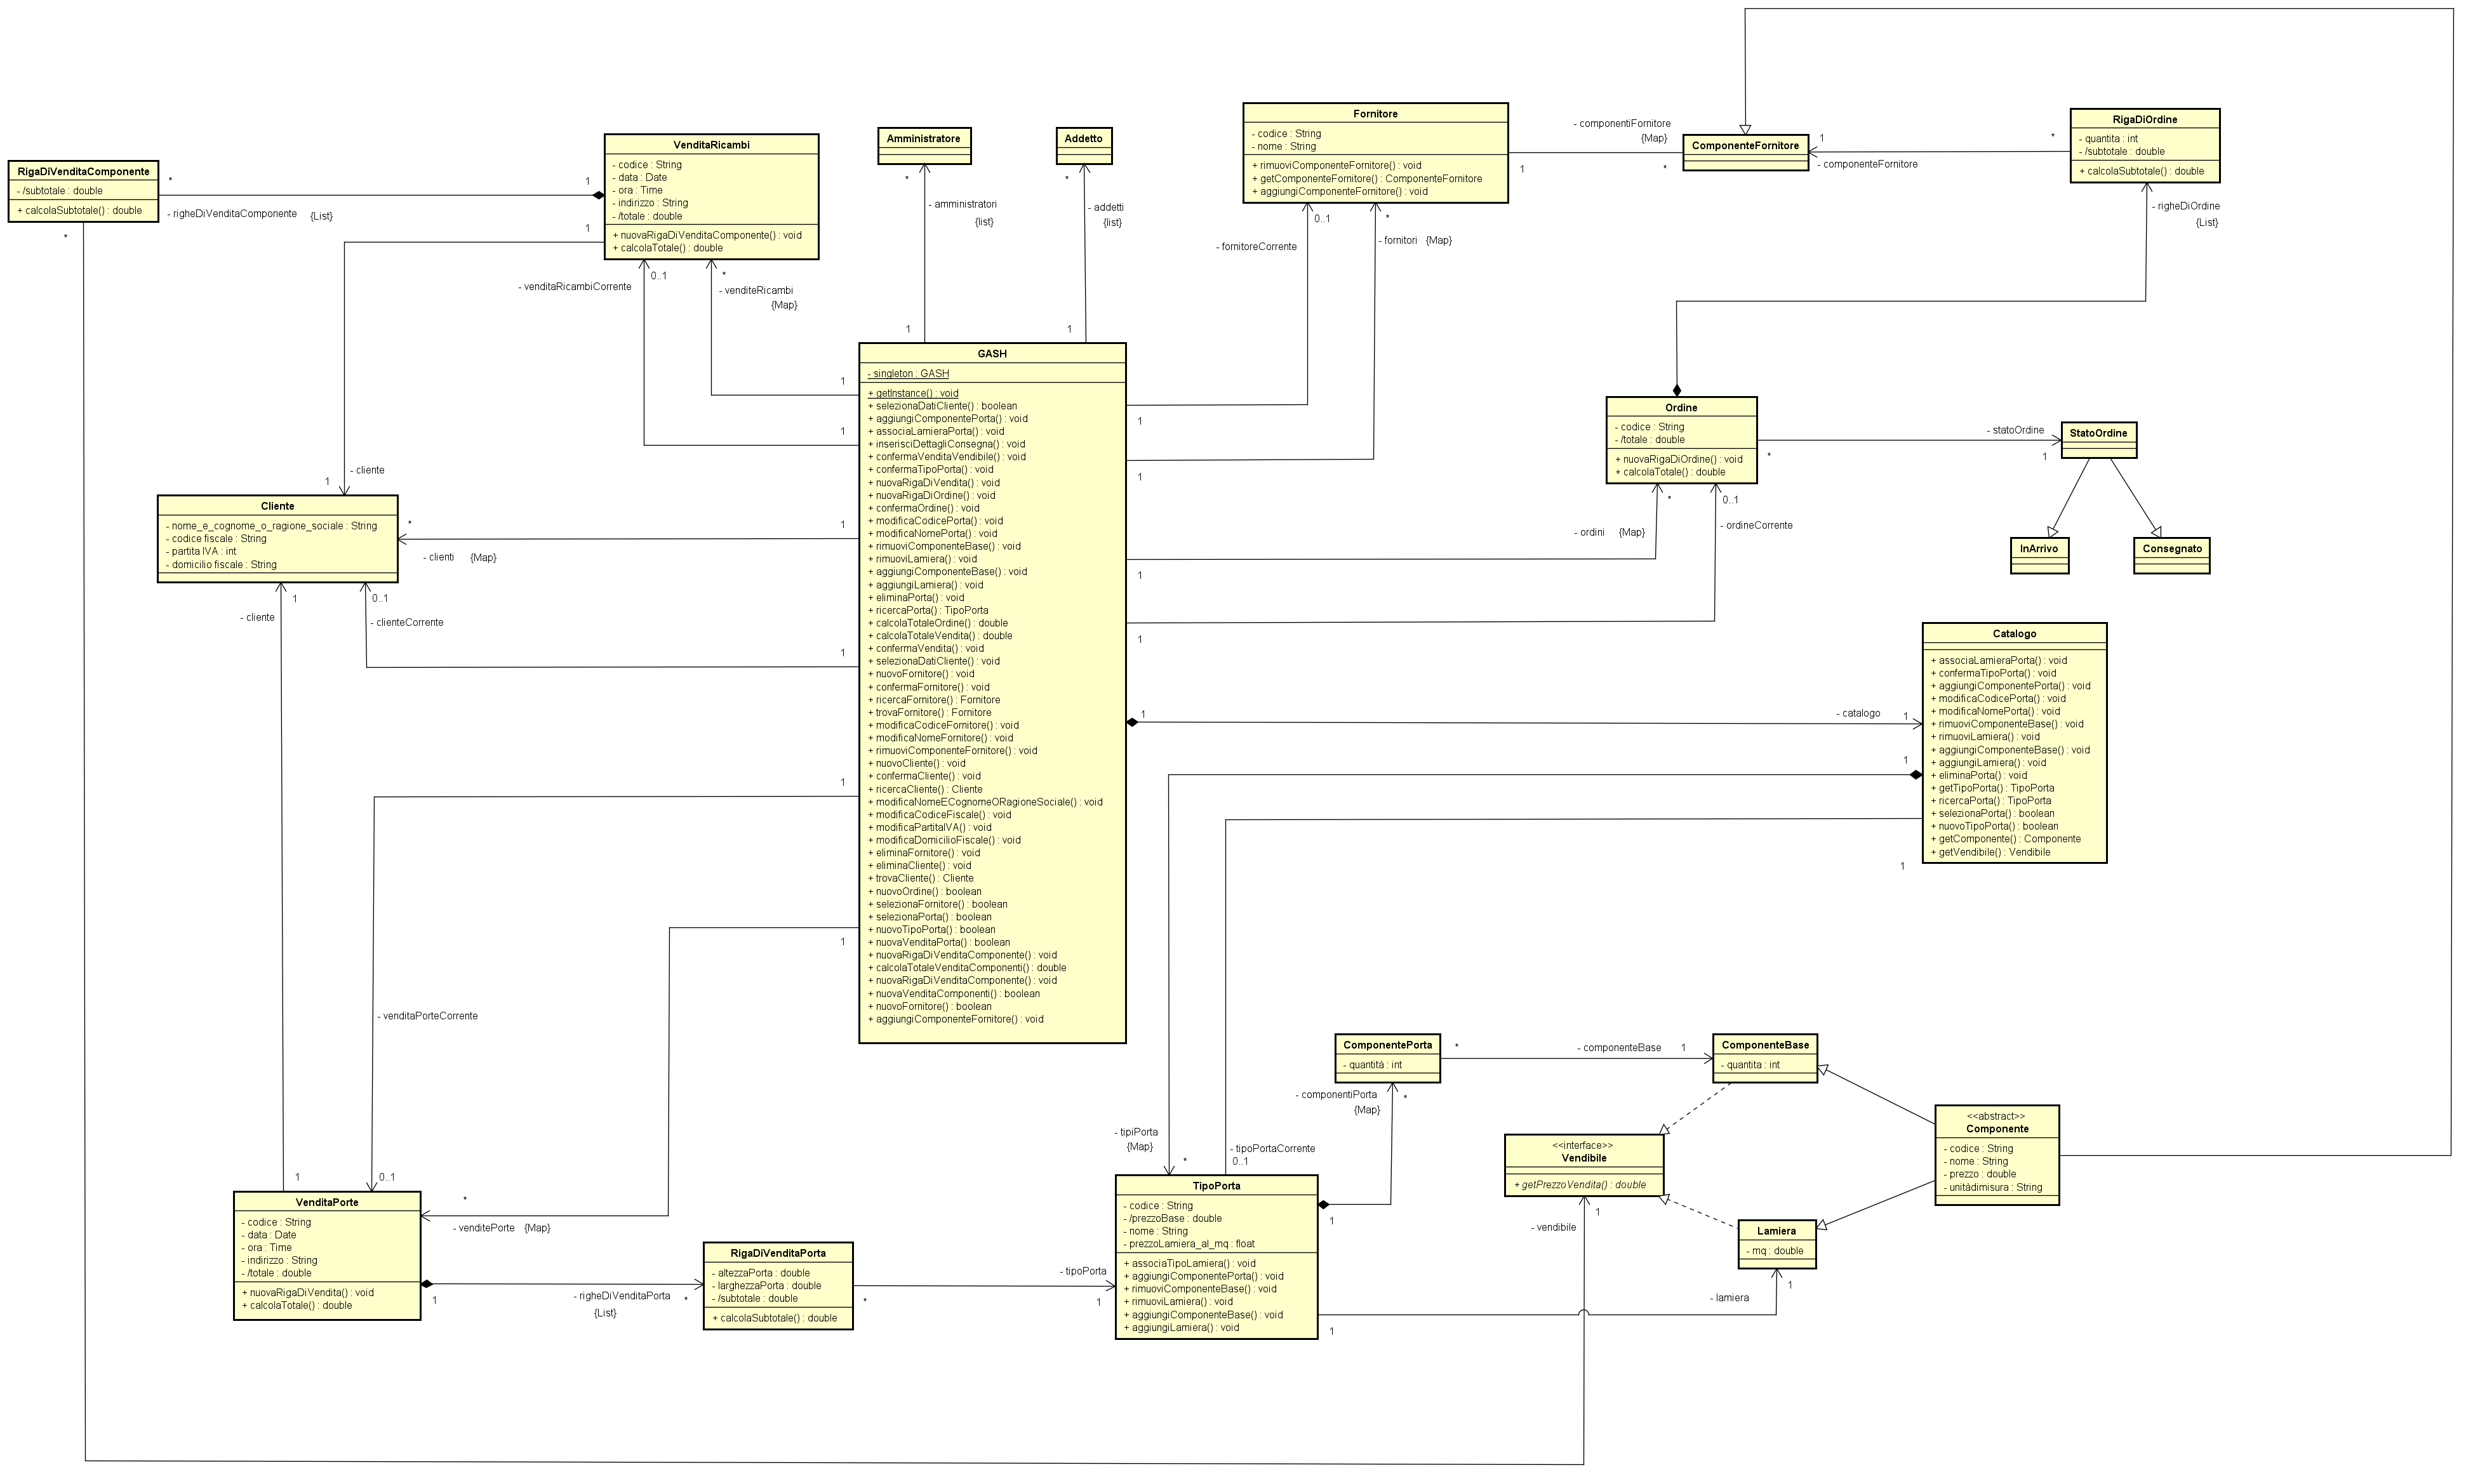 RigaDiVenditaComponente
- /subtotale : double
+ calcolaSubtotale() : double
*
- righeDiVenditaComponente {List}
*
1
VenditaRicambi
- codice : String
- data : Date
- ora : Time
- indirizzo : String
- /totale : double
+ nuovaRigaDiVenditaComponente() : void
+ calcolaTotale() : double
1
0..1
- venditaRicambiCorrente
*
- venditeRicambi
{Map}
Amministratore
*
- amministratori
{list}
1
Addetto
*
- addetti
{list}
1
Fornitore
- codice : String
- nome : String
+ rimuoviComponenteFornitore() : void
+ getComponenteFornitore() : ComponenteFornitore
+ aggiungiComponenteFornitore() : void
0..1
- fornitoreCorrente
*
- fornitori {Map}
1
- componentiFornitore
{Map}
*
ComponenteFornitore
1
- componenteFornitore
*
RigaDiOrdine
- quantita : int
- /subtotale : double
+ calcolaSubtotale() : double
- righeDiOrdine
{List}
GASH
- singleton : GASH
+ getInstance() : void
+ selezionaDatiCliente() : boolean
+ aggiungiComponentePorta() : void
+ associaLamieraPorta() : void
+ inserisciDettagliConsegna() : void
+ confermaVenditaVendibile() : void
+ confermaTipoPorta() : void
+ nuovaRigaDiVendita() : void
+ nuovaRigaDiOrdine() : void
+ confermaOrdine() : void
+ modificaCodicePorta() : void
+ modificaNomePorta() : void
+ rimuoviComponenteBase() : void
+ rimuoviLamiera() : void
+ aggiungiComponenteBase() : void
+ aggiungiLamiera() : void
+ eliminaPorta() : void
+ ricercaPorta() : TipoPorta
+ calcolaTotaleOrdine() : double
+ calcolaTotaleVendita() : double
+ confermaVendita() : void
+ selezionaDatiCliente() : void
+ nuovoFornitore() : void
+ confermaFornitore() : void
+ ricercaFornitore() : Fornitore
+ trovaFornitore() : Fornitore
+ modificaCodiceFornitore() : void
+ modificaNomeFornitore() : void
+ rimuoviComponenteFornitore() : void
+ nuovoCliente() : void
+ confermaCliente() : void
+ ricercaCliente() : Cliente
+ modificaNomeECognomeORagioneSociale() : void
+ modificaCodiceFiscale() : void
+ modificaPartitaIVA() : void
+ modificaDomicilioFiscale() : void
+ eliminaFornitore() : void
+ eliminaCliente() : void
+ trovaCliente() : Cliente
+ nuovoOrdine() : boolean
+ selezionaFornitore() : boolean
+ selezionaPorta() : boolean
+ nuovoTipoPorta() : boolean
+ nuovaVenditaPorta() : boolean
+ nuovaRigaDiVenditaComponente() : void
+ calcolaTotaleVenditaComponenti() : double
+ nuovaRigaDiVenditaComponente() : void
+ nuovaVenditaComponenti() : boolean
+ nuovoFornitore() : boolean
+ aggiungiComponenteFornitore() : void
1
1
1
1
1
1
1
1
1
1
1
Ordine
- codice : String
- /totale : double
+ nuovaRigaDiOrdine() : void
+ calcolaTotale() : double
*
- ordini {Map}
0..1
- ordineCorrente
*
- statoOrdine
1
StatoOrdine
InArrivo
Consegnato
- cliente
1
Cliente
- nome_e_cognome_o_ragione_sociale : String
- codice fiscale : String
- partita IVA : int
- domicilio fiscale : String
*
- clienti {Map}
1
- cliente
0..1
- clienteCorrente
Catalogo
+ associaLamieraPorta() : void
+ confermaTipoPorta() : void
+ aggiungiComponentePorta() : void
+ modificaCodicePorta() : void
+ modificaNomePorta() : void
+ rimuoviComponenteBase() : void
+ rimuoviLamiera() : void
+ aggiungiComponenteBase() : void
+ aggiungiLamiera() : void
+ eliminaPorta() : void
+ getTipoPorta() : TipoPorta
+ ricercaPorta() : TipoPorta
+ selezionaPorta() : boolean
+ nuovoTipoPorta() : boolean
+ getComponente() : Componente
+ getVendibile() : Vendibile
- catalogo
1
1
1
- venditaPorteCorrente
1
0..1
VenditaPorte
- codice : String
- data : Date
- ora : Time
- indirizzo : String
- /totale : double
+ nuovaRigaDiVendita() : void
+ calcolaTotale() : double
*
- venditePorte {Map}
1
- righeDiVenditaPorta
{List}
*
RigaDiVenditaPorta
- altezzaPorta : double
- larghezzaPorta : double
- /subtotale : double
+ calcolaSubtotale() : double
*
- tipoPorta
1
- tipiPorta
{Map}
*
- tipoPortaCorrente
0..1
TipoPorta
- codice : String
- /prezzoBase : double
- nome : String
- prezzoLamiera_al_mq : float
+ associaTipoLamiera() : void
+ aggiungiComponentePorta() : void
+ rimuoviComponenteBase() : void
+ rimuoviLamiera() : void
+ aggiungiComponenteBase() : void
+ aggiungiLamiera() : void
1
1
ComponentePorta
- quantità : int
- componentiPorta
{Map}
*
*
- componenteBase
1
ComponenteBase
- quantita : int
<<interface>>
Vendibile
+ getPrezzoVendita() : double
- vendibile
1
<<abstract>>
Componente
- codice : String
- nome : String
- prezzo : double
- unitàdimisura : String
Lamiera
- mq : double
- lamiera
1